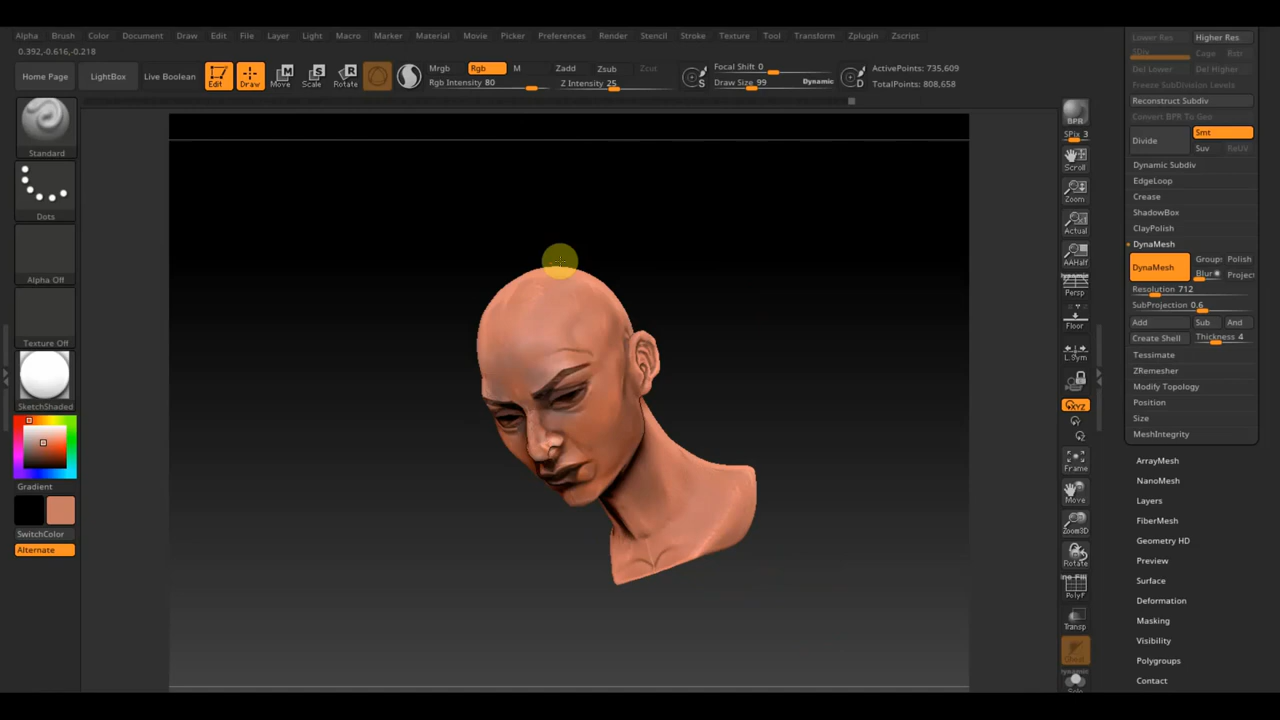 Alpha Brush Color Document Draw Edit File Layer Light Macro Marker Material Movie Picker Preferences Render Stencil Stroke Texture Tool Transform Zplugin Zscript
0.392,-0.616,-0.218
Home Page LightBox Live Boolean
Edit Draw Move Scale Rotate
Mrgb Rgb M Zadd Zsub Zcut
Rgb Intensity 80 Z Intensity 25
S
Focal Shift 0
Draw Size 99 Dynamic
D
ActivePoints: 735,609
TotalPoints: 808,658
Standard
Dots
Alpha Off
Texture Off
SketchShaded
Gradient
SwitchColor
Alternate
BPR
SPix 3
Scroll
Zoom
Actual
AAHalf
Dynamic
Persp
Floor
L.Sym
XYZ
Y
Z
Frame
Move
Zoom3D
Rotate
PolyF
Transp
Ghost
Dynamic
Solo
Lower Res Higher Res
SDiv Cage Rstr
Del Lower Del Higher
Freeze SubDivision Levels
Reconstruct Subdiv
Convert BPR To Geo
Divide Smt
Suv ReUV
Dynamic Subdiv
EdgeLoop
Crease
ShadowBox
ClayPolish
DynaMesh
DynaMesh Group: Polish
Blur Project
Resolution 712
SubProjection 0.6
Add Sub And
Create Shell Thickness 4
Tessimate
ZRemesher
Modify Topology
Position
Size
MeshIntegrity
ArrayMesh
NanoMesh
Layers
FiberMesh
Geometry HD
Preview
Surface
Deformation
Masking
Visibility
Polygroups
Contact